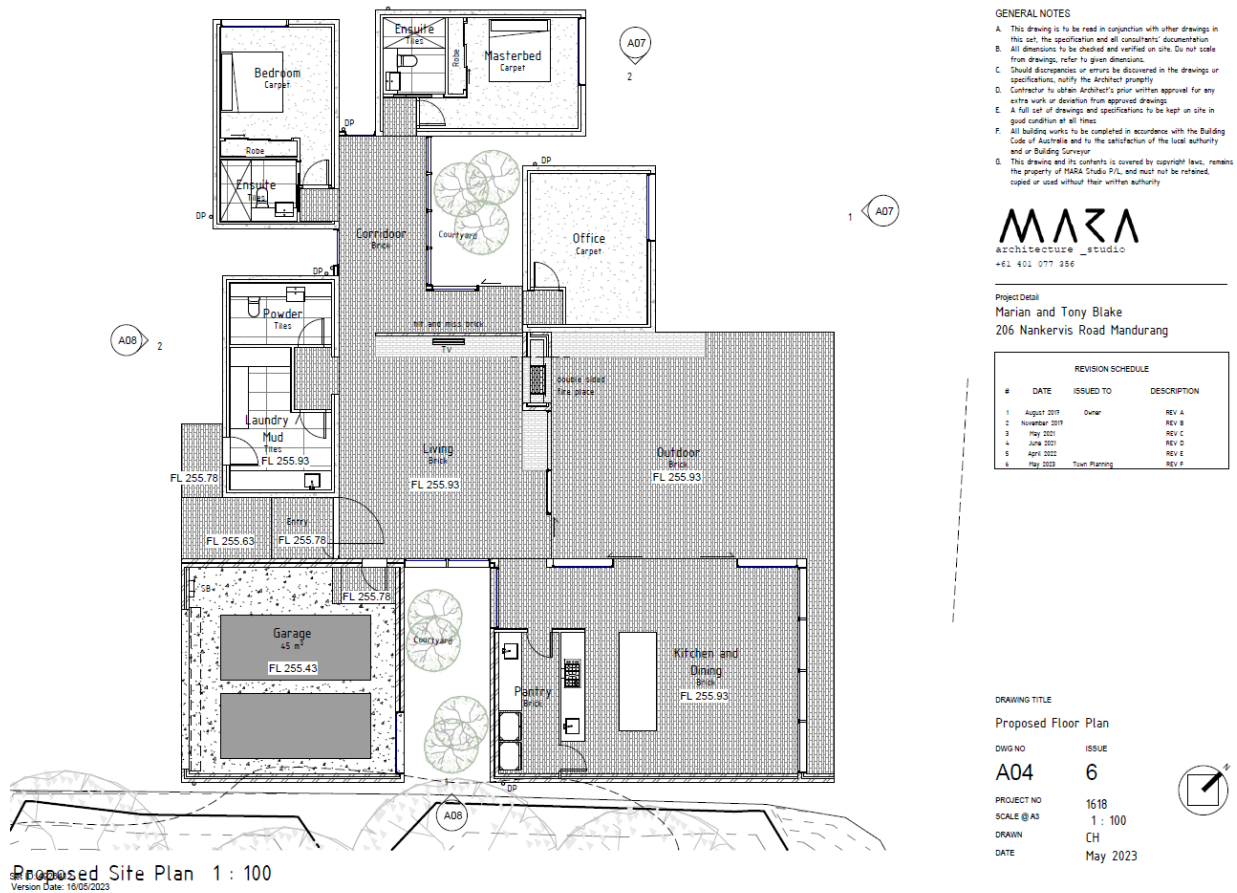 GENERAL NOTES
A. This drawing is to be read in conjunction with other drawings in
this set, the specification and all consultants' documentation
B. All dimensions to be checked and verified on site. Do not scale
from drawings, refer to given dimensions.
C. Should discrepancies or errors be discovered in the drawings or
specifications, notify the Architect promptly
D. Contractor to obtain Architect's prior written approval for any
extra work or deviation from approved drawings
E. A full set of drawings and specifications to be kept on site in
good condition at all times
F. All building works to be completed in accordance with the Building
Code of Australia and to the satisfaction of the local authority
and or Building Surveyor
G. This drawing and its contents is covered by copyright laws, remains
the property of MARA Studio P/L, and must not be retained,
copied or used without their written authority
MARA
architecture _studio
+61 401 077 356
Project Detail
Marian and Tony Blake
206 Nankervis Road Mandurang
REVISION SCHEDULE
# DATE ISSUED TO DESCRIPTION
1 August 2017 Owner REV A
2 November 2017 REV B
3 May 2021 REV C
4 June 2021 REV D
5 April 2022 REV E
6 May 2023 Town Planning REV F
DRAWING TITLE
Proposed Floor Plan
DWG NO ISSUE
A04 6
PROJECT NO 1618
SCALE @ A3 1 : 100
DRAWN CH
DATE May 2023
N
Ensuite
Tiles
Robe
Masterbed
Carpet
A07
2
Bedroom
Carpet
DP
Robe
Ensuite
Tiles
DP
DP
Corridoor
Brick
Courtyard
Office
Carpet
1
A07
DP
Powder
Tiles
hit and miss brick
TV
A08
2
double sided
fire place
Laundry /
Mud
Tiles
FL 255.93
Living
Brick
FL 255.93
Outdoor
Brick
FL 255.93
FL 255.78
Entry
FL 255.63
FL 255.78
SB
FL 255.78
Garage
45 m²
FL 255.43
Courtyard
Kitchen and
Dining
Brick
FL 255.93
Pantry
Brick
DP
1
A08
Proposed Site Plan 1 : 100
Version Date: 16/05/2023